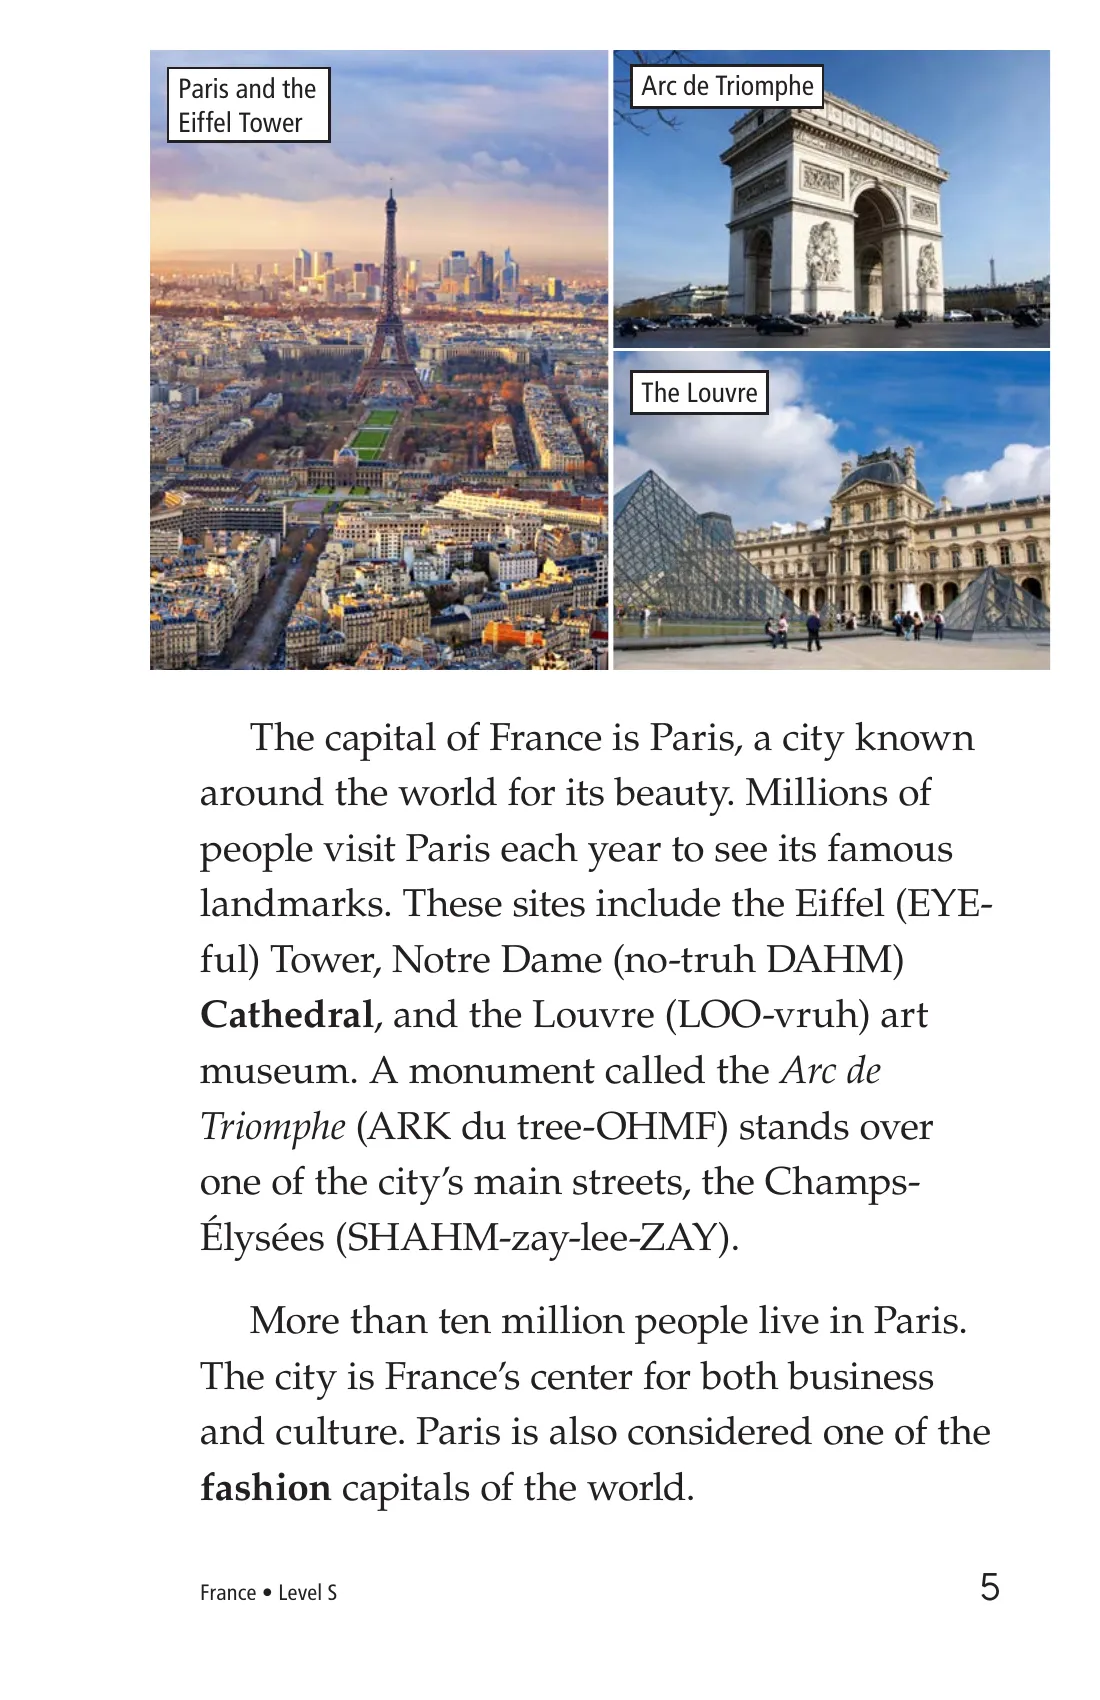 Paris and the
Eiffel Tower
Arc de Triomphe
The Louvre
The capital of France is Paris, a city known
around the world for its beauty. Millions of
people visit Paris each year to see its famous
landmarks. These sites include the Eiffel (EYE-
ful) Tower, Notre Dame (no-truh DAHM)
Cathedral, and the Louvre (LOO-vruh) art
museum. A monument called the Arc de
Triomphe (ARK du tree-OHMF) stands over
one of the city’s main streets, the Champs-
Élysées (SHAHM-zay-lee-ZAY).
More than ten million people live in Paris.
The city is France’s center for both business
and culture. Paris is also considered one of the
fashion capitals of the world.
France • Level S
5